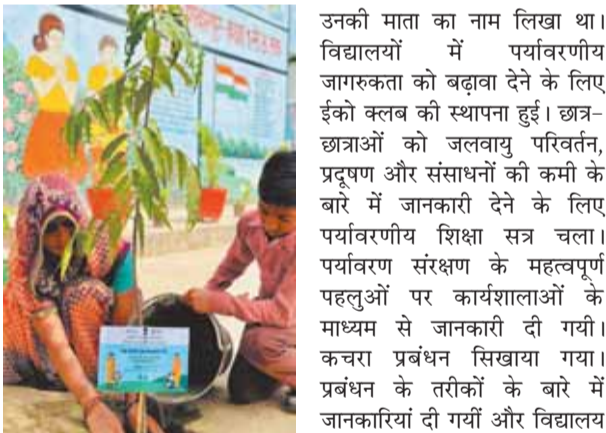 उनकी माता का नाम लिखा था।
विद्यालयों में पर्यावरणीय
जागरुकता को बढ़ावा देने के लिए
ईको क्लब की स्थापना हुई। छात्र-
छात्राओं को जलवायु परिवर्तन,
प्रदूषण और संसाधनों की कमी के
बारे में जानकारी देने के लिए
पर्यावरणीय शिक्षा सत्र चला।
पर्यावरण संरक्षण के महत्वपूर्ण
पहलुओं पर कार्यशालाओं के
माध्यम से जानकारी दी गयी।
कचरा प्रबंधन सिखाया गया।
प्रबंधन के तरीकों के बारे में
जानकारियां दी गयीं और विद्यालय